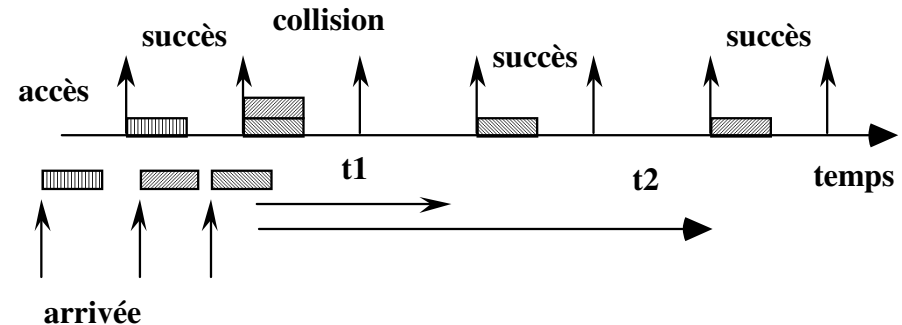 collision
succès
succès
succès
accès
t1
t2
temps
arrivée